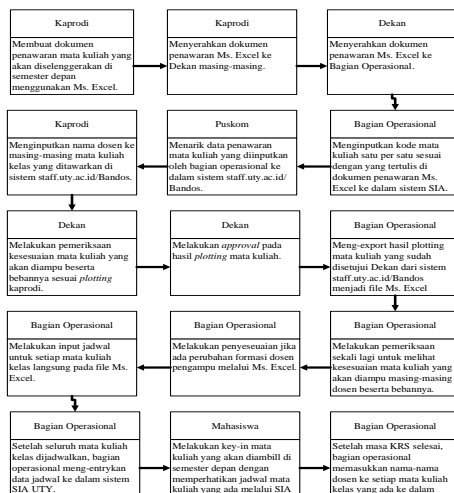 Kaprodi
Membuat dokumen
penawaran mata kuliah yang
akan diselenggerakan di
semester depan
menggunakan Ms. Excel.
Kaprodi
Menyerahkan dokumen
penawaran Ms. Excel ke
Dekan masing-masing.
Dekan
Menyerahkan dokumen
penawaran Ms. Excel ke
Bagian Operasional.
Bagian Operasional
Menginputkan kode mata
kuliah satu per satu sesuai
dengan yang tertulis di
dokumen penawaran Ms.
Excel ke dalam sistem SIA.
Puskom
Menarik data penawaran
mata kuliah yang diinputkan
oleh bagian operasional ke
dalam sistem staff.uty.ac.id/
Bandos.
Kaprodi
Menginputkan nama dosen ke
masing-masing mata kuliah
kelas yang ditawarkan di
sistem staff.uty.ac.id/Bandos.
Dekan
Melakukan pemeriksaan
kesesuaian mata kuliah yang
akan diampu beserta
bebannya sesuai plotting
kaprodi.
Dekan
Melakukan approval pada
hasil plotting mata kuliah.
Bagian Operasional
Meng-export hasil plotting
mata kuliah yang sudah
disetujui Dekan dari sistem
staff.uty.ac.id/Bandos
menjadi file Ms. Excel
Bagian Operasional
Melakukan pemeriksaan
sekali lagi untuk melihat
kesesuaian mata kuliah yang
akan diampu masing-masing
dosen beserta bebannya.
Bagian Operasional
Melakukan penyeseuaian jika
ada perubahan formasi dosen
pengampu melalui Ms. Excel.
Bagian Operasional
Melakukan input jadwal
untuk setiap mata kuliah
kelas langsung pada file Ms.
Excel.
Bagian Operasional
Setelah seluruh mata kuliah
kelas dijadwalkan, bagian
operasional meng-entrykan
data jadwal ke dalam sistem
SIA UTY.
Mahasiswa
Melakukan key-in mata
kuliah yang akan diambill di
semester depan dengan
memperhatikan jadwal mata
kuliah yang ada melalui SIA
Bagian Operasional
Setelah masa KRS selesai,
bagian operasional
memasukkan nama-nama
dosen ke setiap mata kuliah
kelas yang ada ke dalam